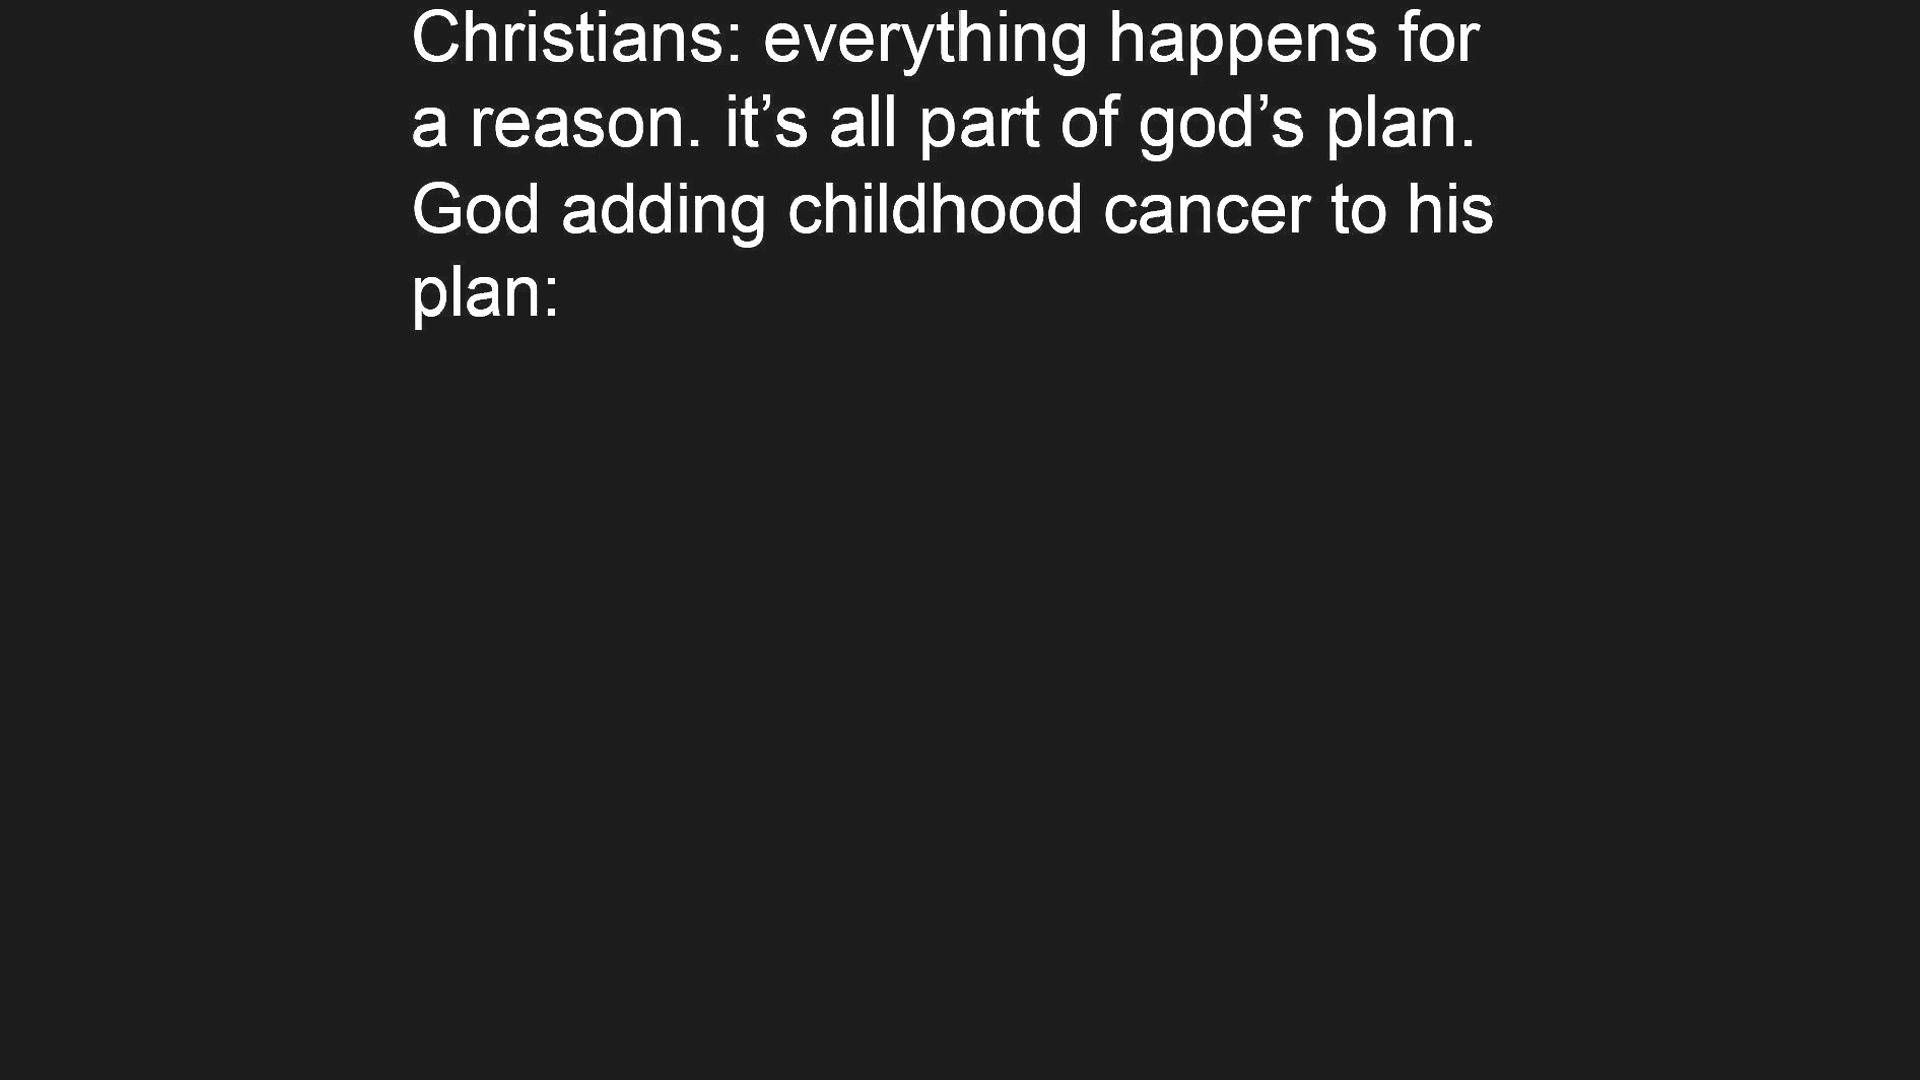 Christians: everything happens for
a reason. it’s all part of god’s plan.
God adding childhood cancer to his
plan: